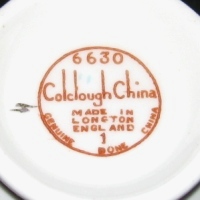 6630
Colclough China
MADE IN
LONGTON
ENGLAND
1
GENUINE BONE CHINA